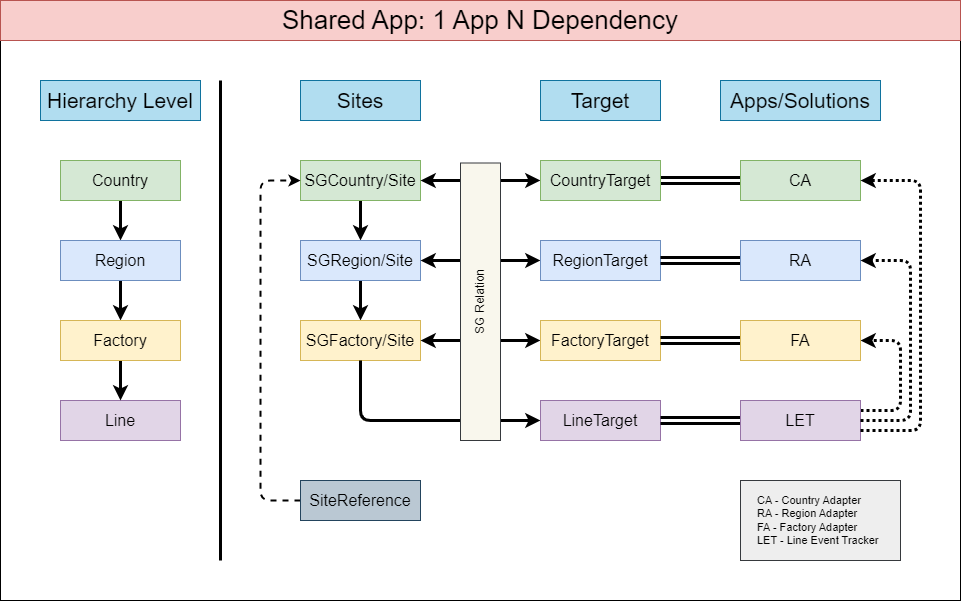 Shared App: 1 App N Dependency
Hierarchy Level
Sites
Target
Apps/Solutions
Country
SGCountry/Site
CountryTarget
CA
Region
SGRegion/Site
RegionTarget
RA
SG Relation
Factory
SGFactory/Site
FactoryTarget
FA
Line
LineTarget
LET
SiteReference
CA - Country Adapter
RA - Region Adapter
FA - Factory Adapter
LET - Line Event Tracker